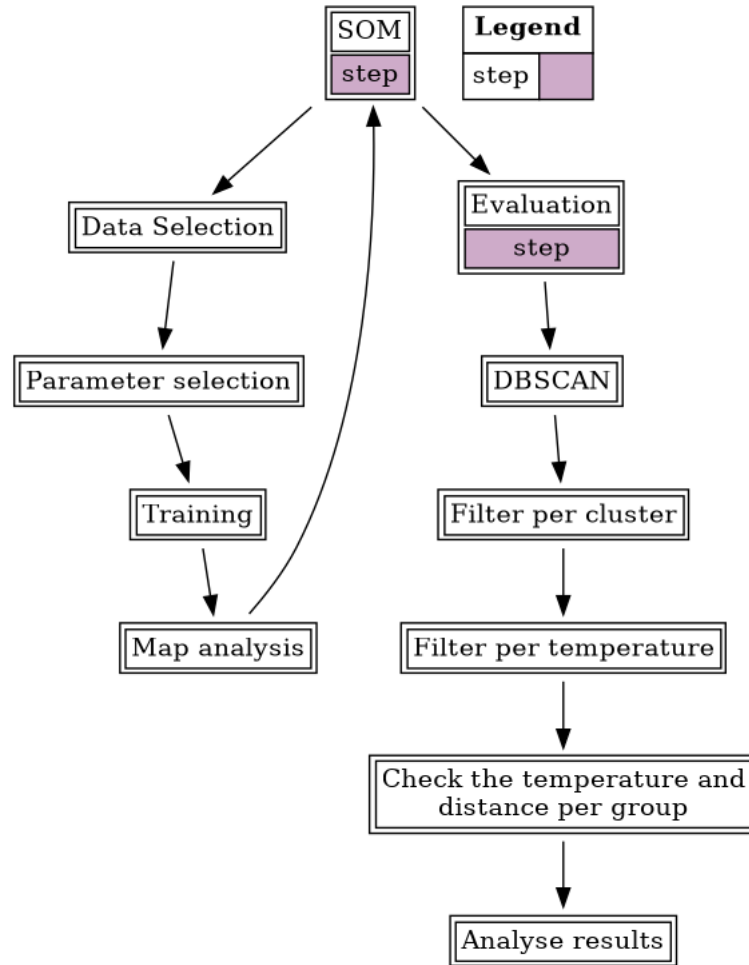 SOM
step
Legend
step
Data Selection
Evaluation
step
Parameter selection
DBSCAN
Training
Filter per cluster
Map analysis
Filter per temperature
Check the temperature and
distance per group
Analyse results